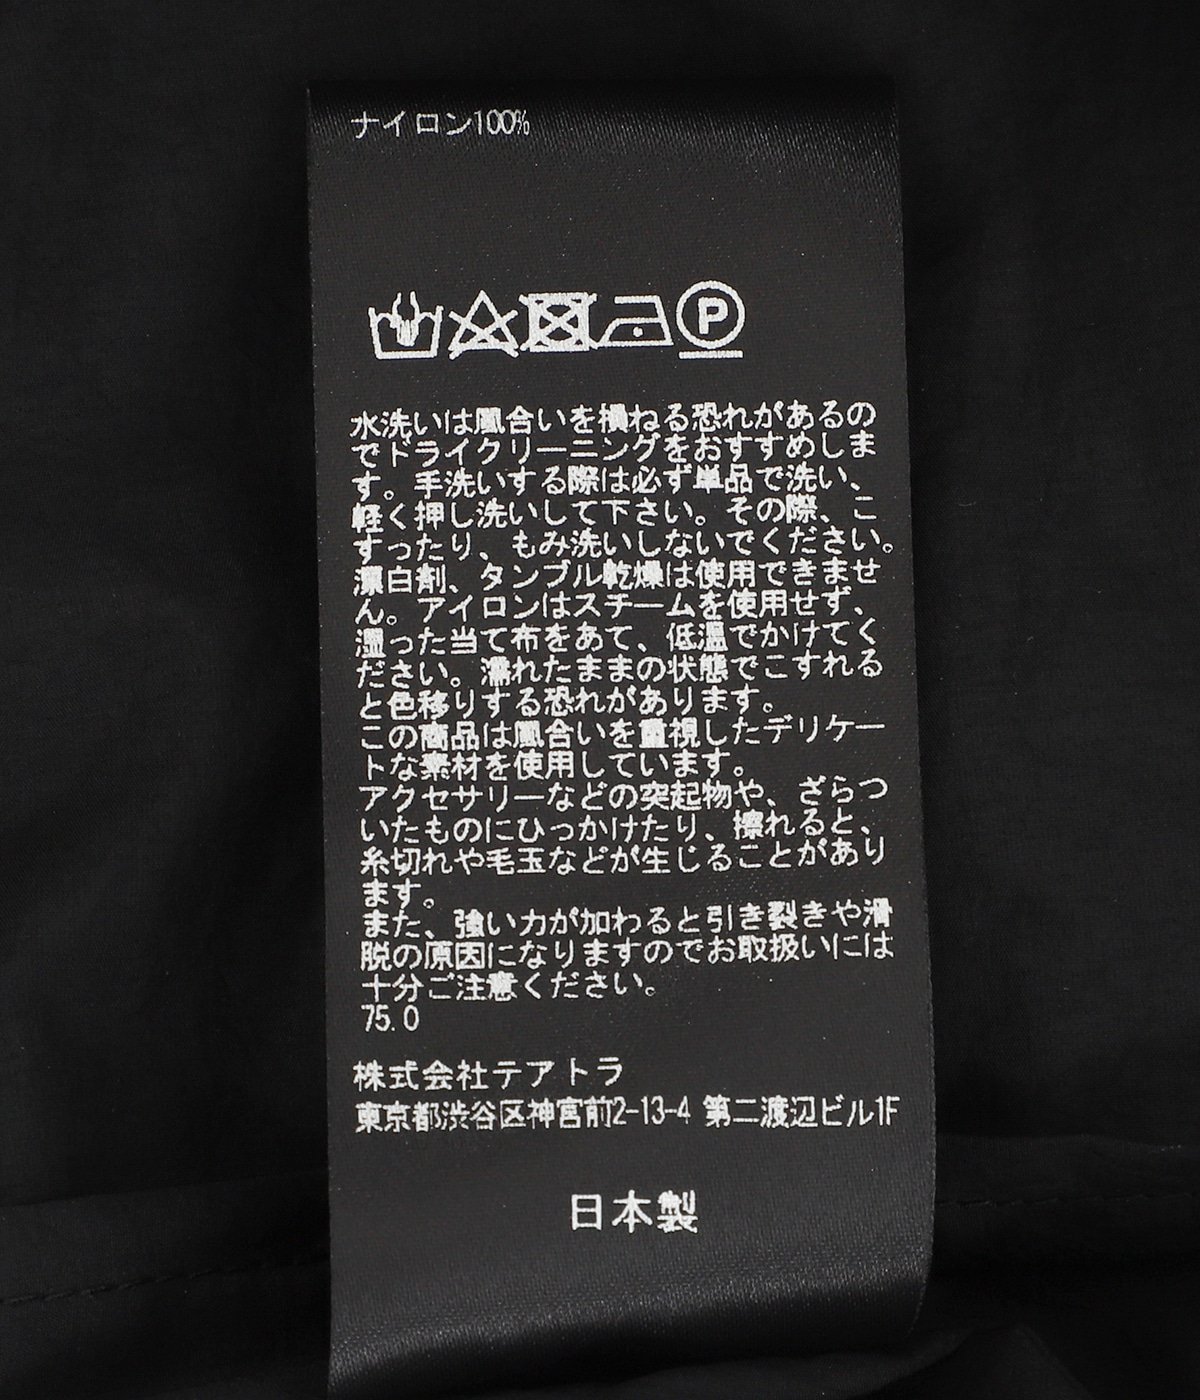 ナイロン100%
P
水洗いは風合いを損ねる恐れがあるの
でドライクリーニングをおすすめしま
す。手洗いする際は必ず単品で洗い、
軽く押し洗いして下さい。その際、こ
すったり、もみ洗いしないでください。
漂白剤、タンブル乾燥は使用できませ
ん。アイロンはスチームを使用せず、
湿った当て布をあて、低温でかけてく
ださい。濡れたままの状態でこすれる
と色移りする恐れがあります。
この商品は風合いを重視したデリケー
トな素材を使用しています。
アクセサリーなどの突起物や、ざらつ
いたものにひっかけたり、擦れると、
糸切れや毛玉などが生じることがあり
ます。
また、強い力が加わると引き裂きや滑
脱の原因になりますのでお取扱いには
十分ご注意ください。
75.0
株式会社テアトラ
東京都渋谷区神宮前2-13-4 第二渡辺ビル1F
日本製